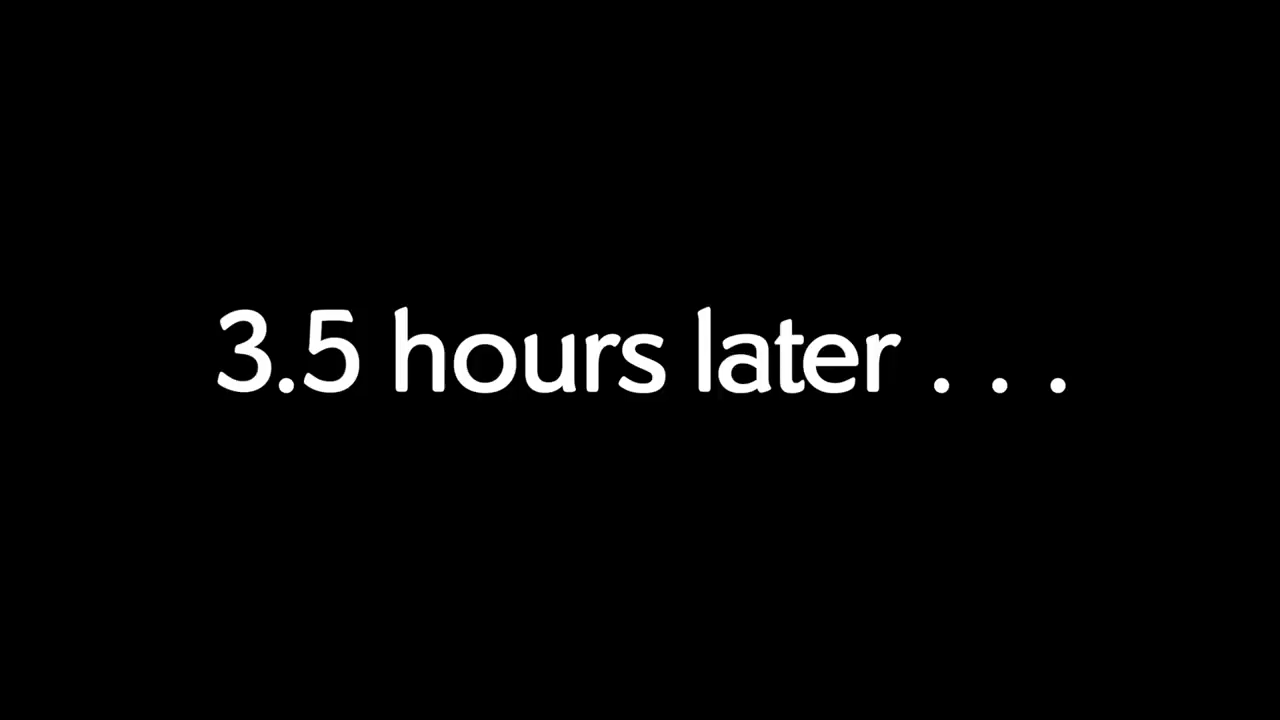 3.5 hours later . . .